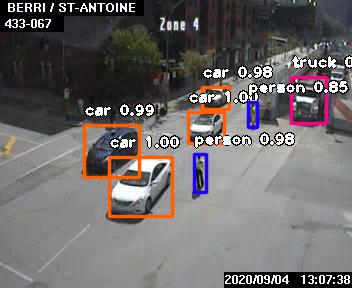 BERRI / ST-ANTOINE
433-067
Zone 4
truck 0
car 0.98
person 0.85
car 1.00
car 0.99
car 1.00
person 0.98
2020/09/04 13:07:38